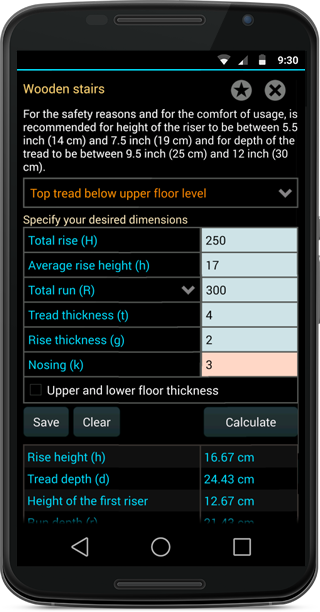 9:30
Wooden stairs
For the safety reasons and for the comfort of usage, is
recommended for height of the riser to be between 5.5
inch (14 cm) and 7.5 inch (19 cm) and for depth of the
tread to be between 9.5 inch (25 cm) and 12 inch (30
cm).
Top tread below upper floor level
Specify your desired dimensions
Total rise (H) 250
Average rise height (h) 17
Total run (R) 300
Tread thickness (t) 4
Rise thickness (g) 2
Nosing (k) 3
Upper and lower floor thickness
Save Clear Calculate
Rise height (h) 16.67 cm
Tread depth (d) 24.43 cm
Height of the first riser 12.67 cm
Run depth (r) 21.43 cm